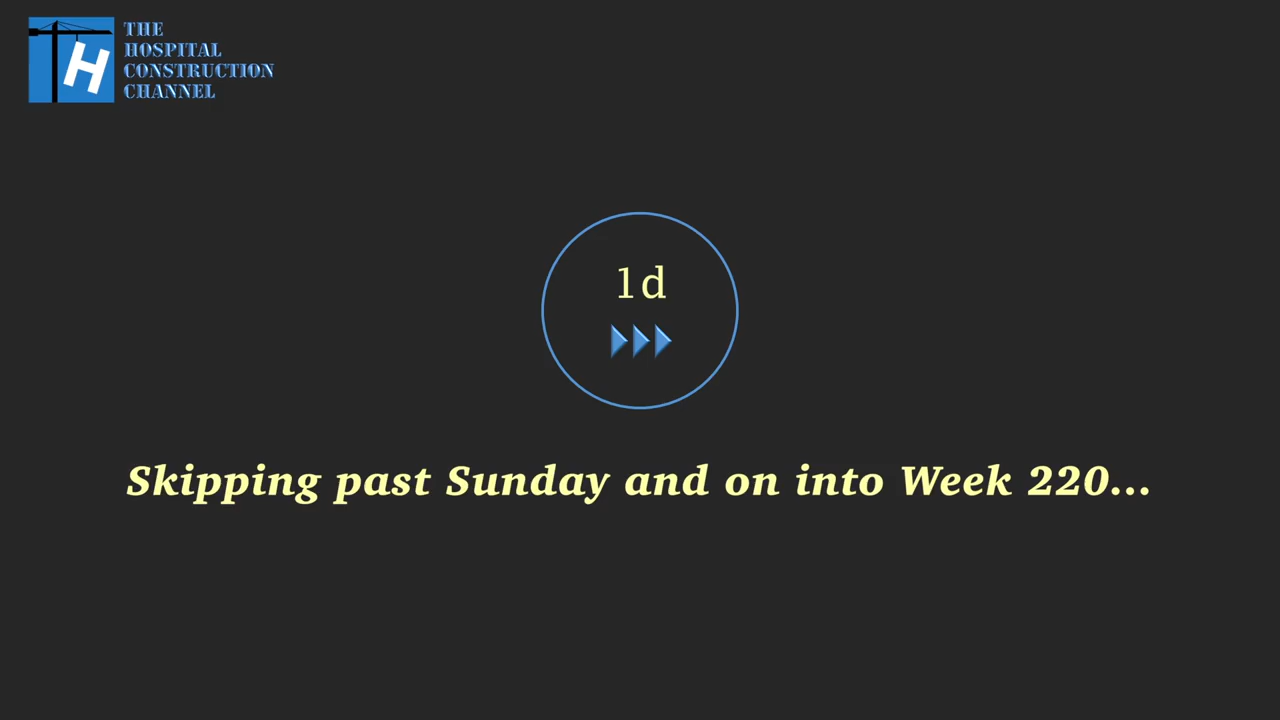 THE
HOSPITAL
CONSTRUCTION
CHANNEL
H
1d
Skipping past Sunday and on into Week 220...